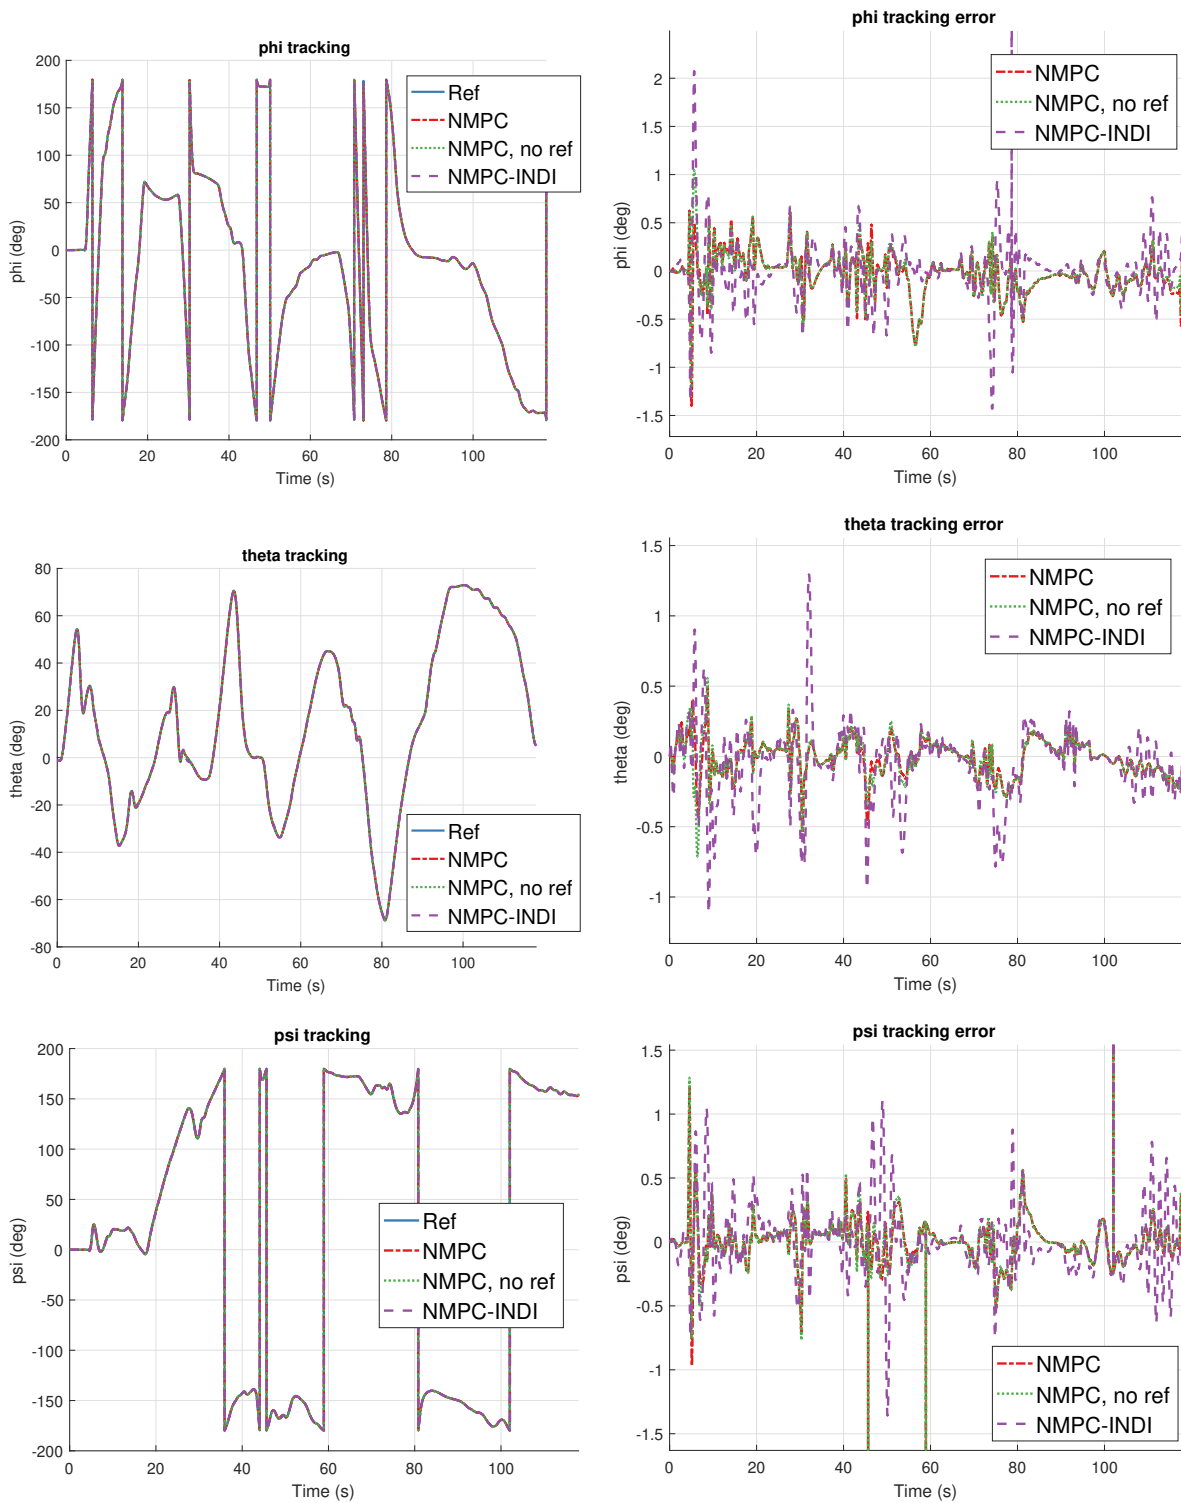 phi tracking
200
150
100
50
0
-50
-100
-150
-200
phi (deg)
0 20 40 60 80 100
Time (s)
Ref
NMPC
NMPC, no ref
NMPC-INDI
phi tracking error
2
1.5
1
0.5
0
-0.5
-1
-1.5
phi (deg)
0 20 40 60 80 100
Time (s)
NMPC
NMPC, no ref
NMPC-INDI
theta tracking
80
60
40
20
0
-20
-40
-60
-80
theta (deg)
0 20 40 60 80 100
Time (s)
Ref
NMPC
NMPC, no ref
NMPC-INDI
theta tracking error
1.5
1
0.5
0
-0.5
-1
theta (deg)
0 20 40 60 80 100
Time (s)
NMPC
NMPC, no ref
NMPC-INDI
psi tracking
200
150
100
50
0
-50
-100
-150
-200
psi (deg)
0 20 40 60 80 100
Time (s)
Ref
NMPC
NMPC, no ref
NMPC-INDI
psi tracking error
1.5
1
0.5
0
-0.5
-1
-1.5
psi (deg)
0 20 40 60 80 100
Time (s)
NMPC
NMPC, no ref
NMPC-INDI